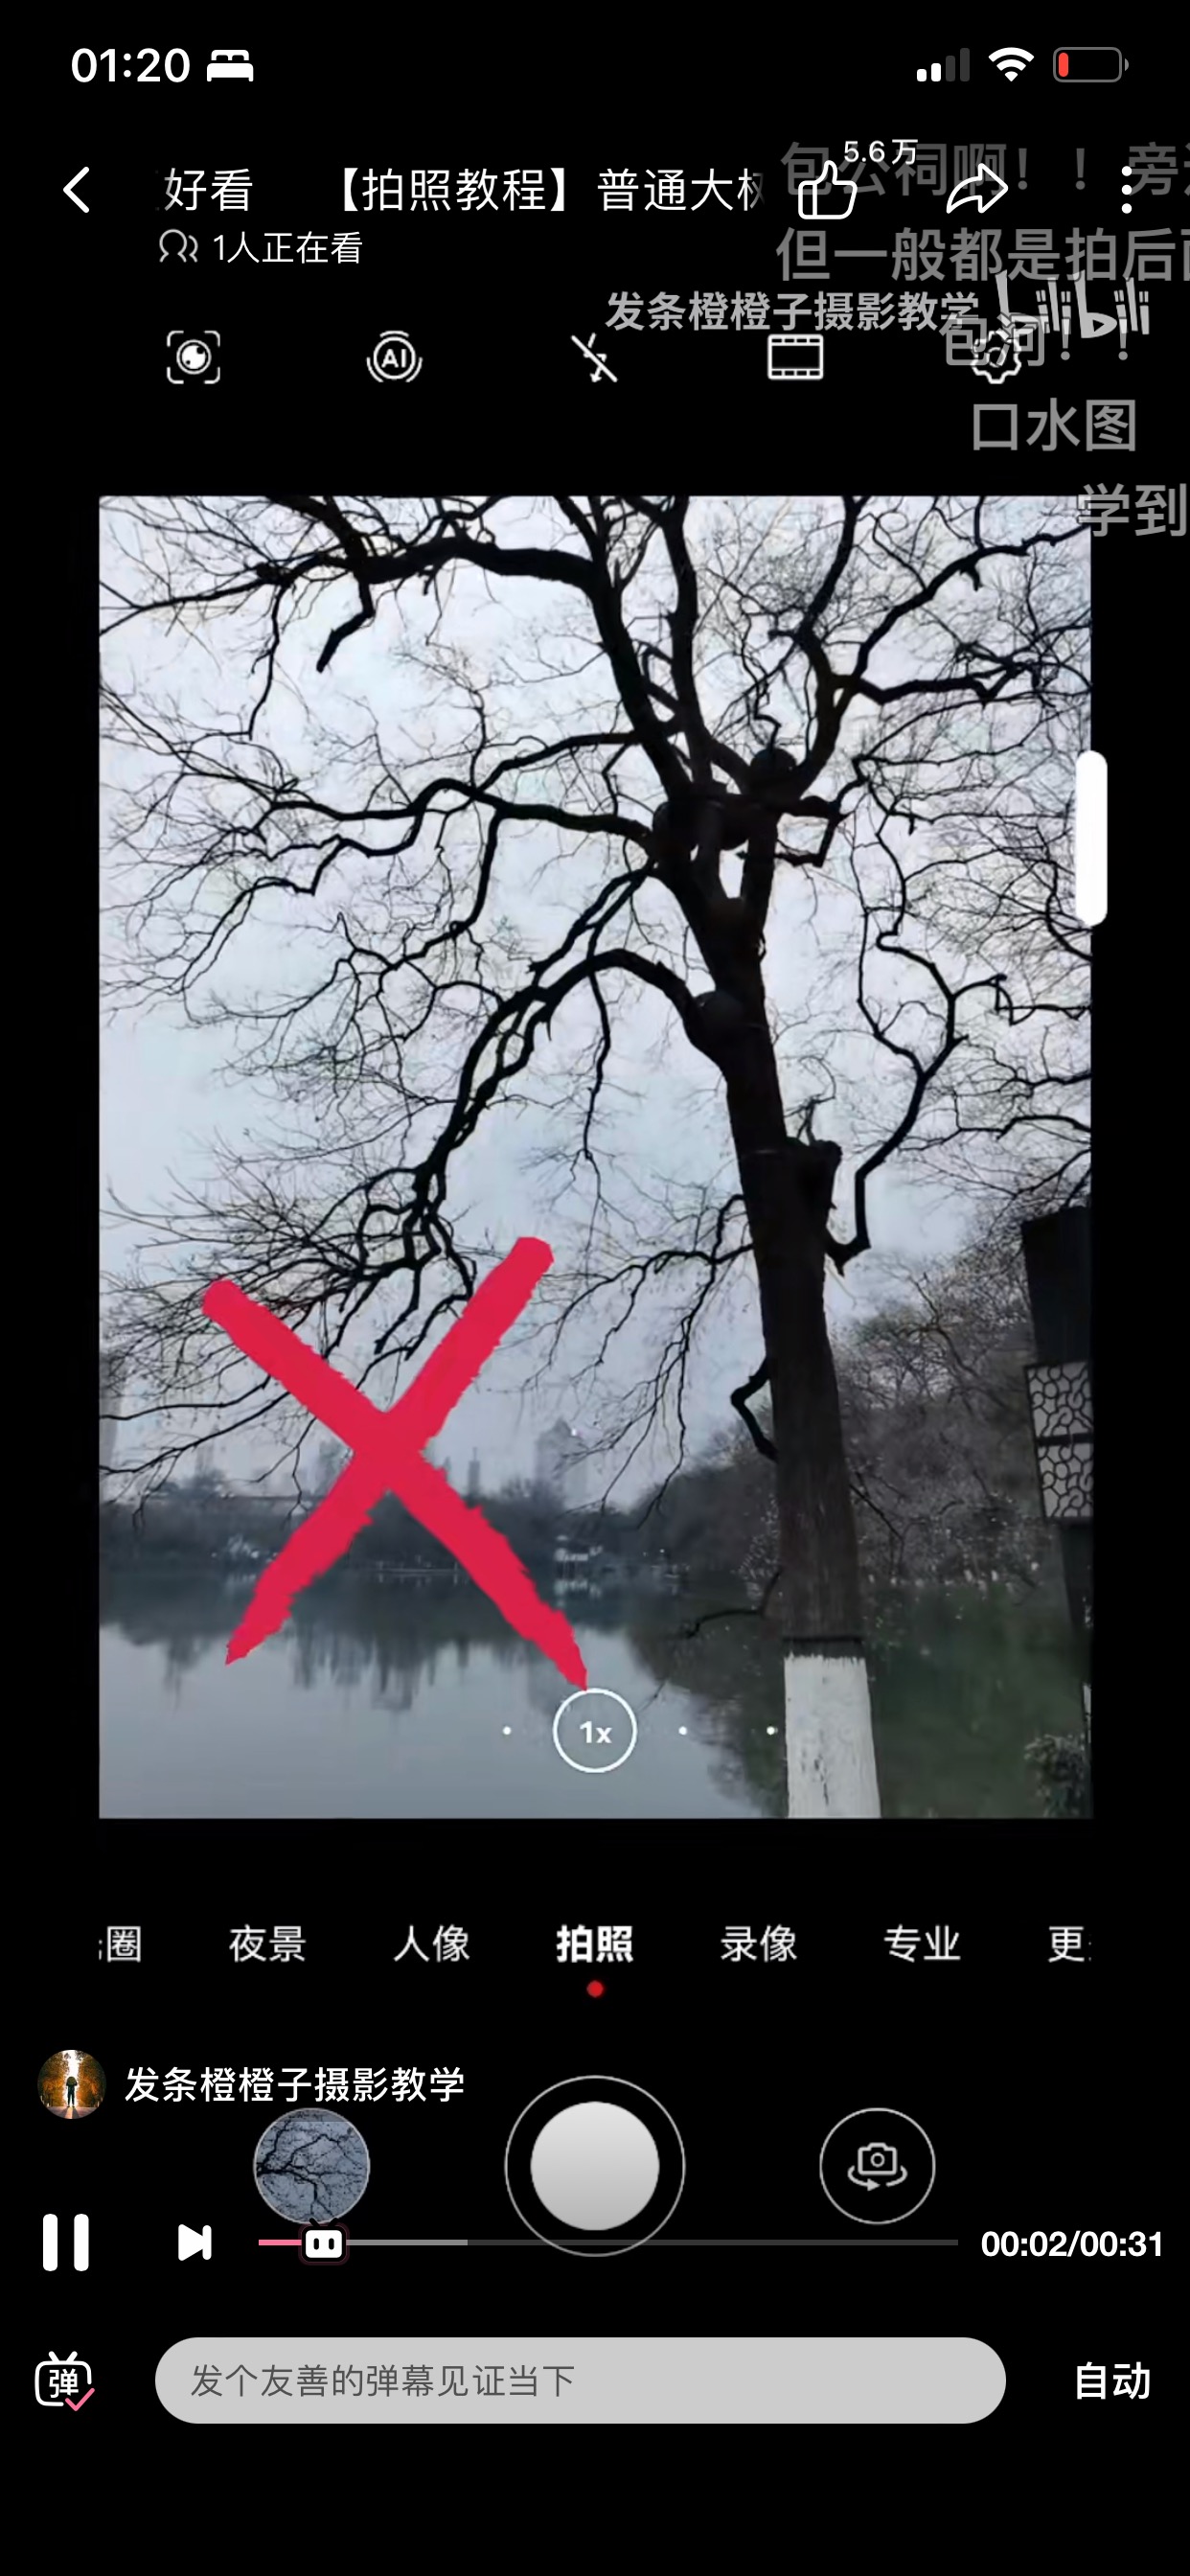 01:20
5.6万
好看 【拍照教程】普通大树
包公祠啊！！旁边
1人正在看
但一般都是拍后面
发条橙橙子摄影教学 bilibili
包河！！
AI
口水图
学到
1x
圈 夜景 人像 拍照 录像 专业 更
发条橙橙子摄影教学
00:02/00:31
弹 发个友善的弹幕见证当下 自动